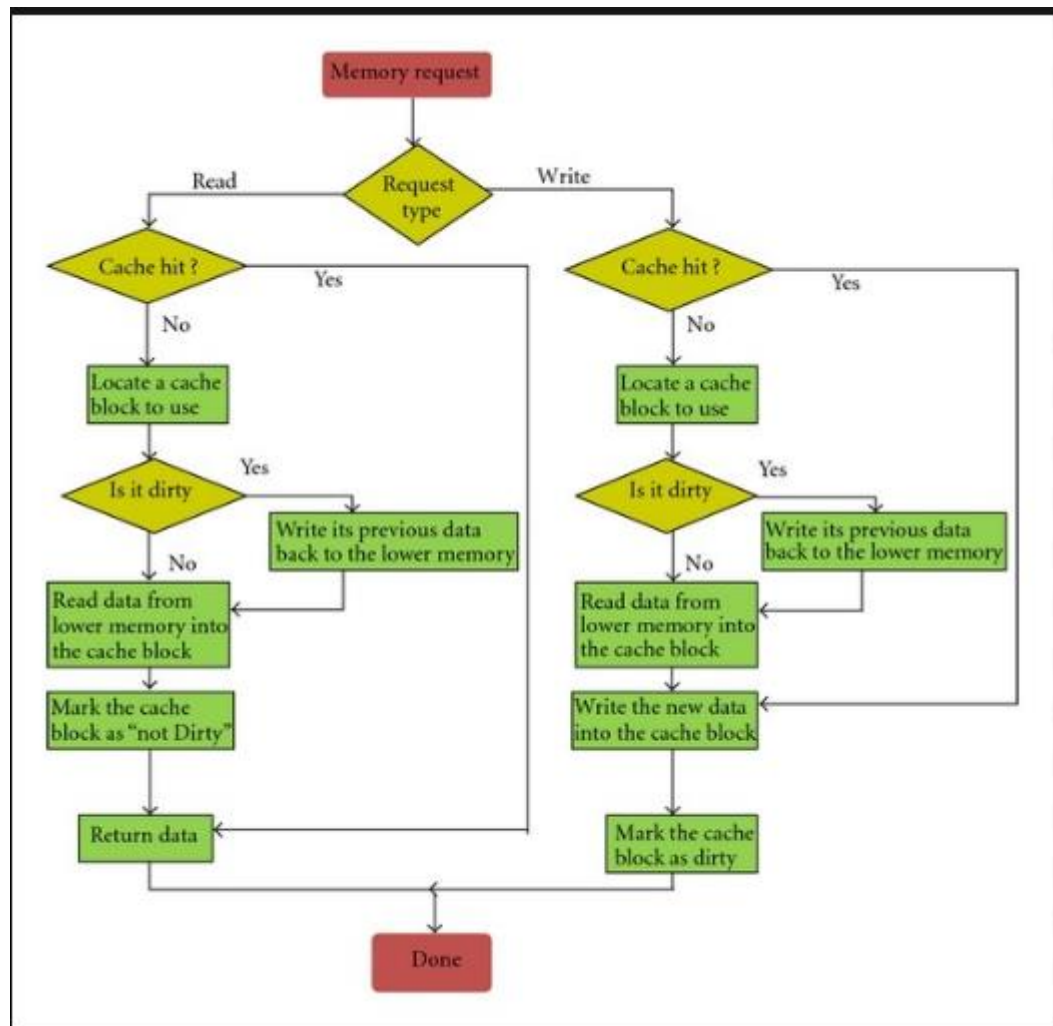 Memory request
Request
type
Read
Write
Cache hit ?
Yes
No
Locate a cache
block to use
Is it dirty
Yes
Write its previous data
back to the lower memory
No
Read data from
lower memory into
the cache block
Mark the cache
block as “not Dirty”
Return data
Cache hit ?
Yes
No
Locate a cache
block to use
Is it dirty
Yes
Write its previous data
back to the lower memory
No
Read data from
lower memory into
the cache block
Write the new data
into the cache block
Mark the cache
block as dirty
Done